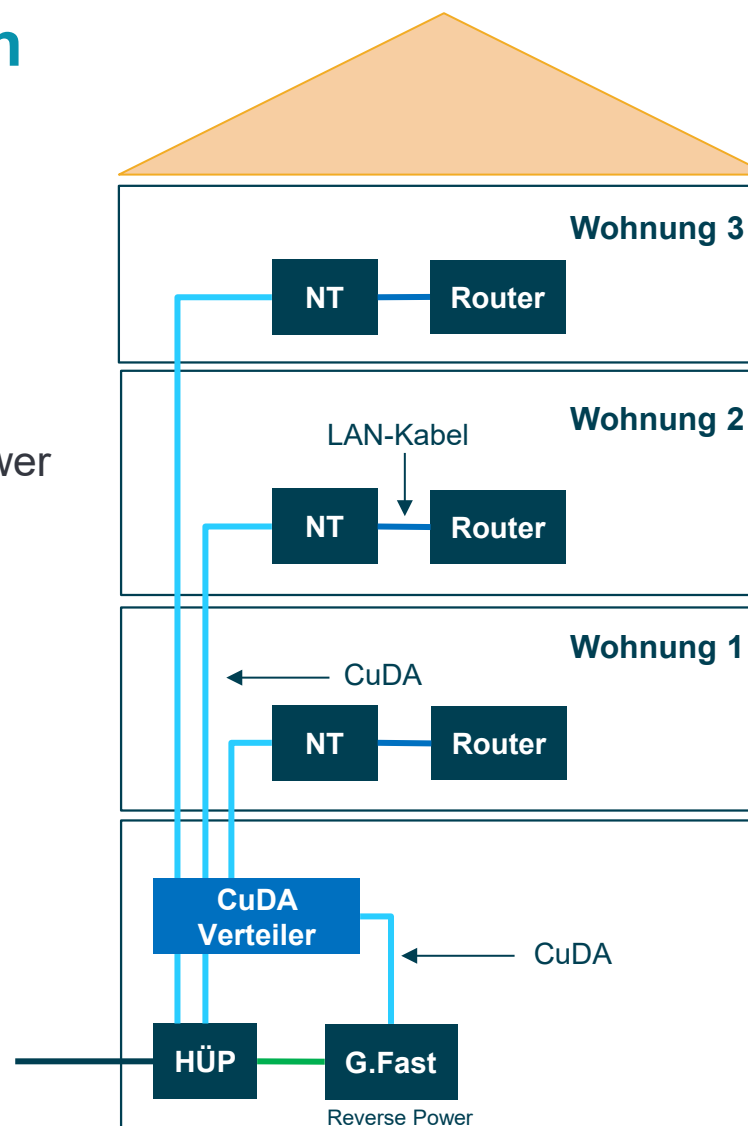 n
Wohnung 3
NT
Router
wer
Wohnung 2
LAN-Kabel
NT
Router
Wohnung 1
CuDA
NT
Router
CuDA
Verteiler
CuDA
HÜP
G.Fast
Reverse Power